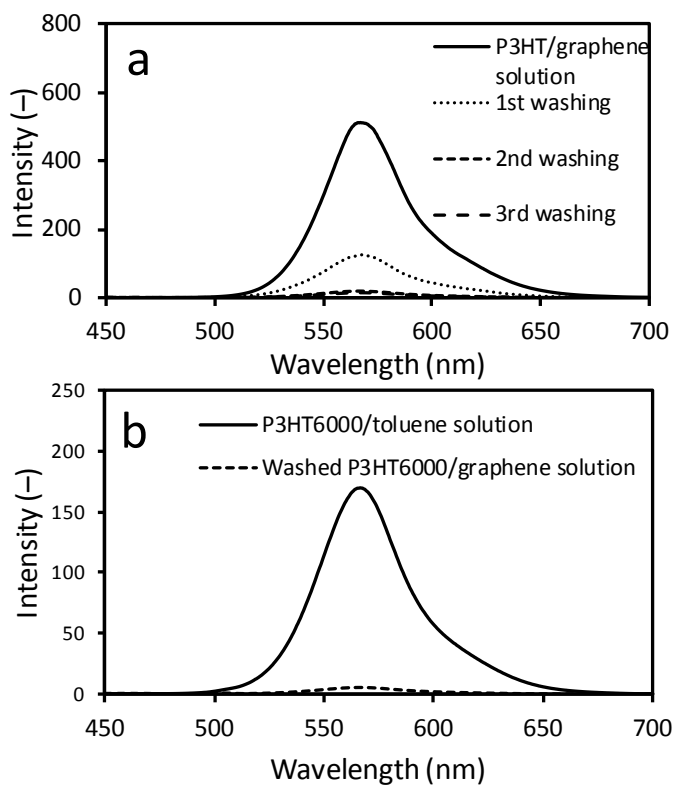 800
a
P3HT/graphene
solution
600
1st washing
400
2nd washing
200
3rd washing
0
Intensity (–)
450 500 550 600 650 700
Wavelength (nm)
250
b
P3HT6000/toluene solution
200
Washed P3HT6000/graphene solution
150
100
50
0
Intensity (–)
450 500 550 600 650 700
Wavelength (nm)